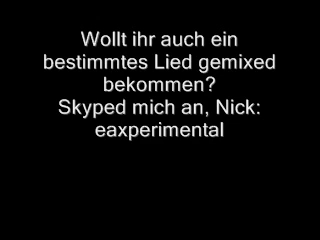 Wollt ihr auch ein
bestimmtes Lied gemixed
bekommen?
Skyped mich an, Nick:
eaxperimental